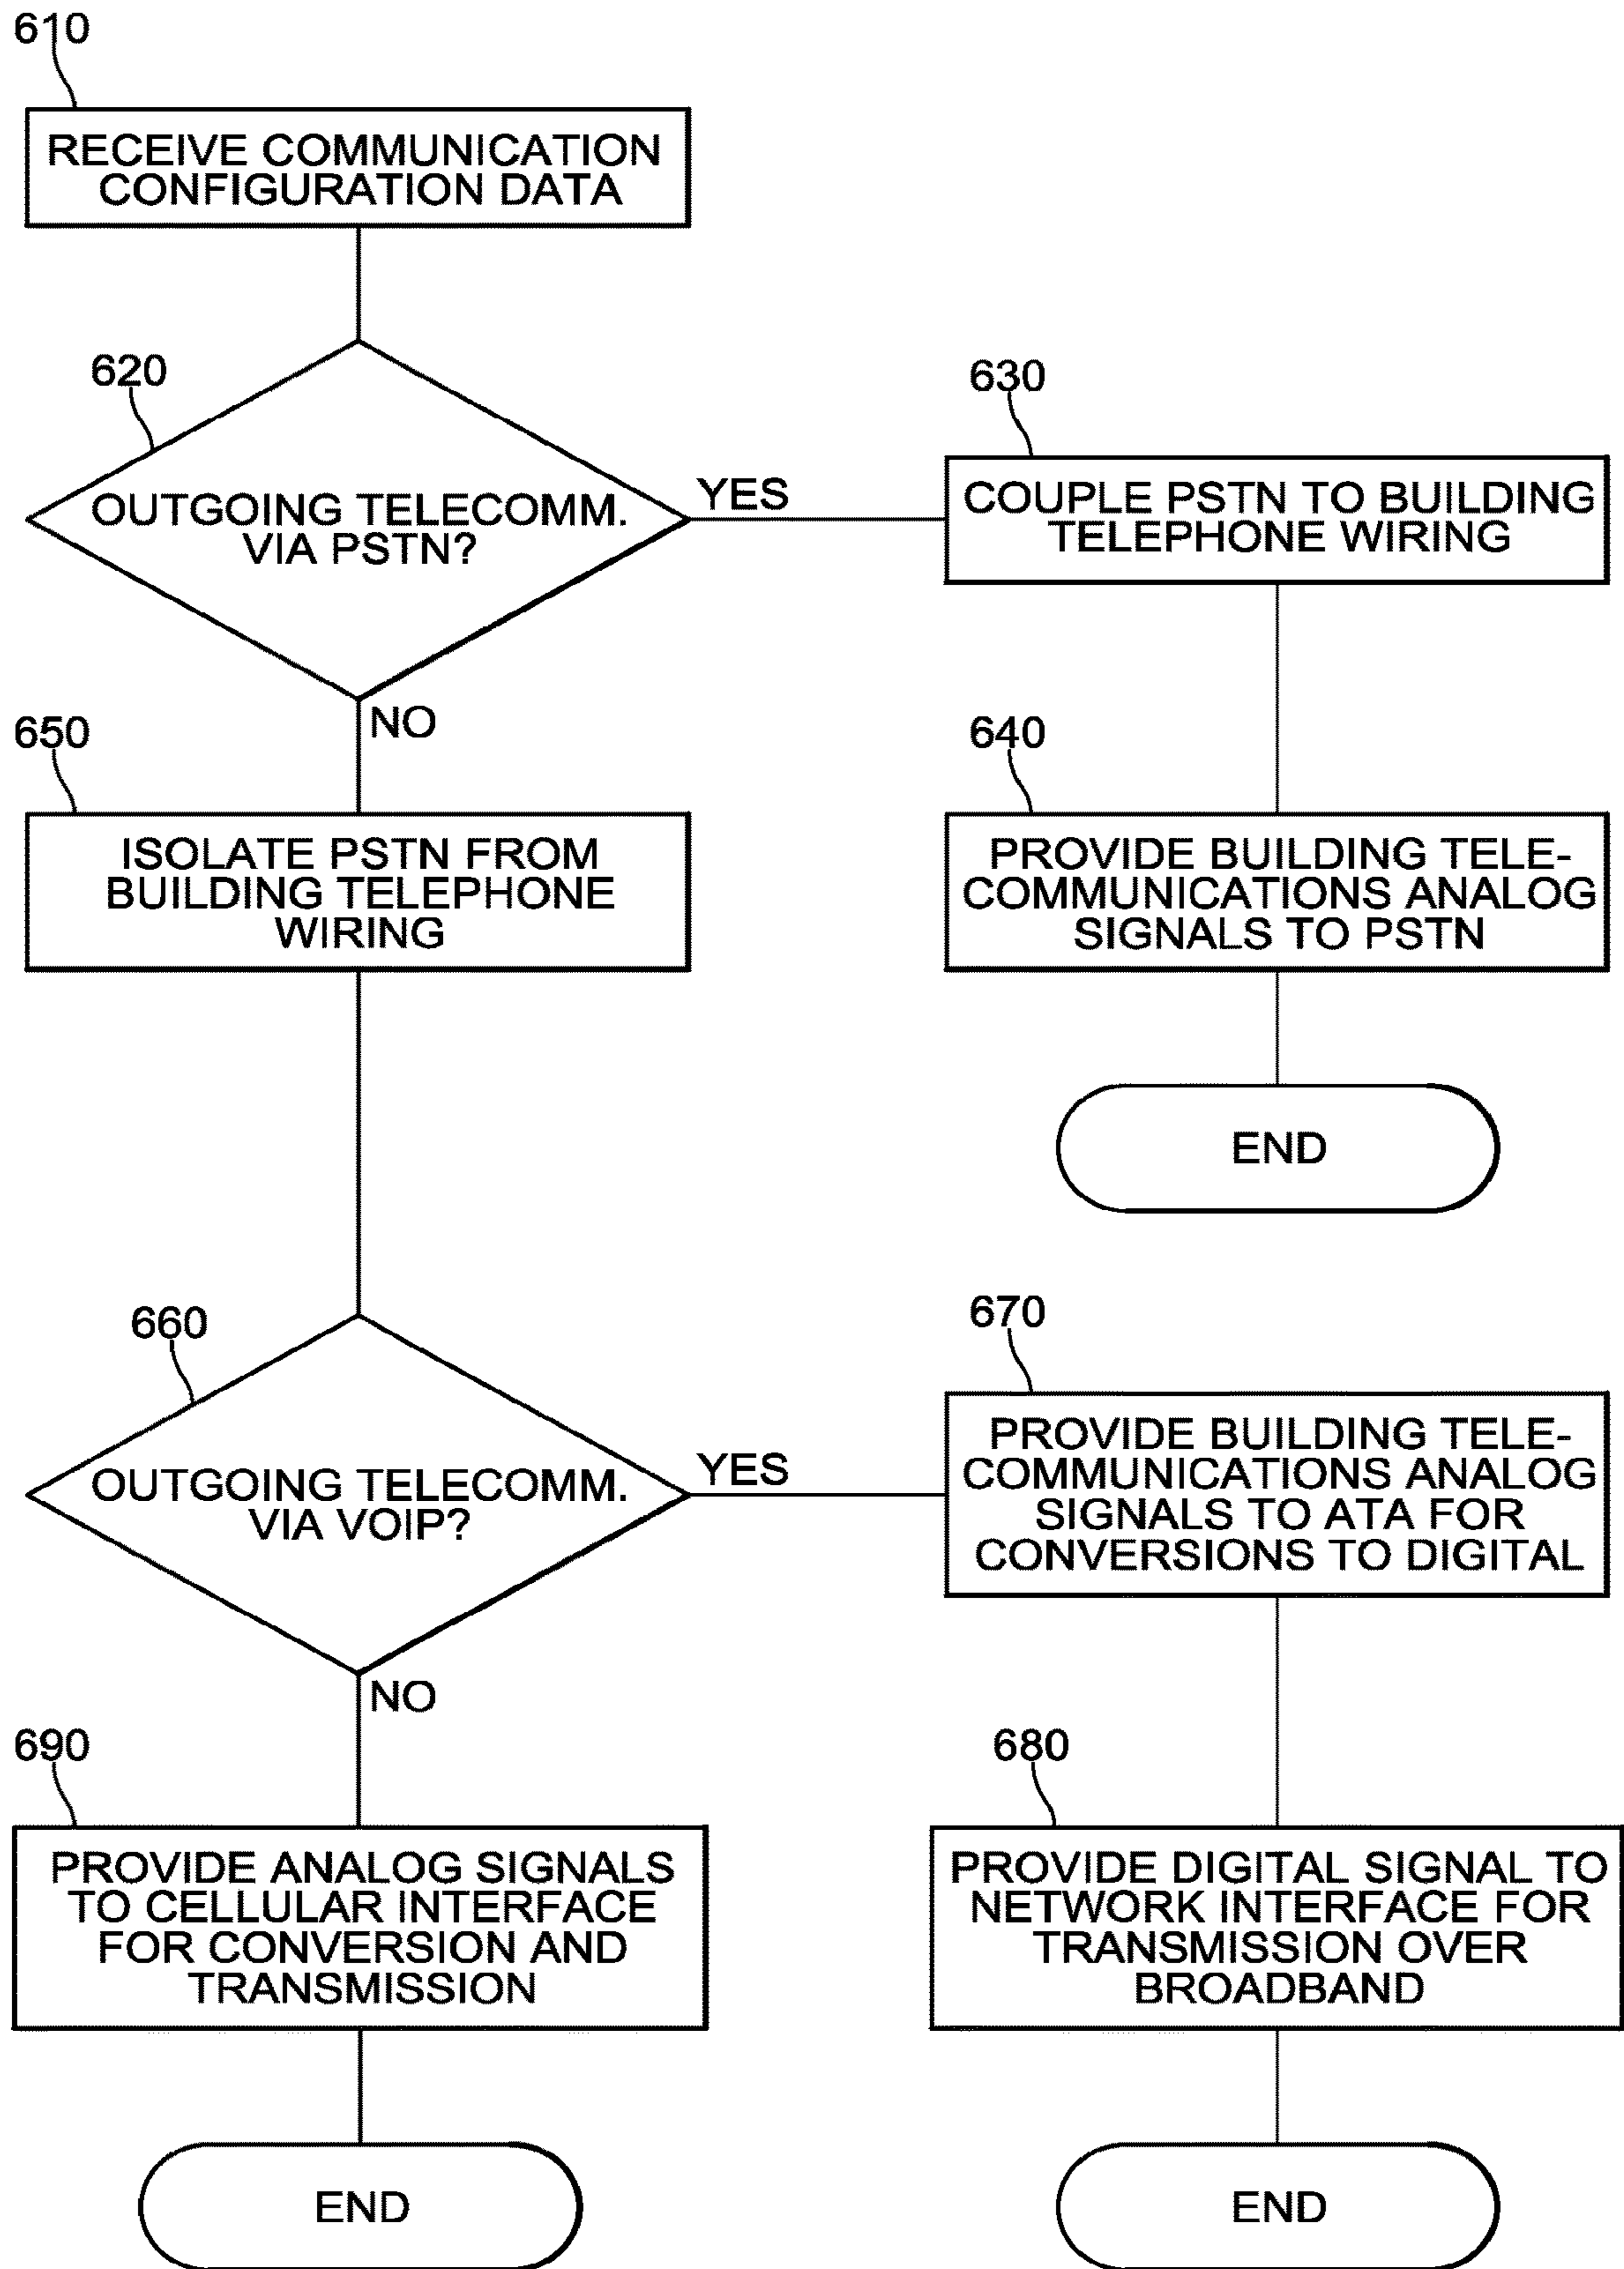 610
RECEIVE COMMUNICATION
CONFIGURATION DATA
620
OUTGOING TELECOMM.
VIA PSTN?
YES
630
COUPLE PSTN TO BUILDING
TELEPHONE WIRING
NO
650
ISOLATE PSTN FROM
BUILDING TELEPHONE
WIRING
640
PROVIDE BUILDING TELE-
COMMUNICATIONS ANALOG
SIGNALS TO PSTN
END
660
OUTGOING TELECOMM.
VIA VOIP?
YES
670
PROVIDE BUILDING TELE-
COMMUNICATIONS ANALOG
SIGNALS TO ATA FOR
CONVERSIONS TO DIGITAL
NO
690
PROVIDE ANALOG SIGNALS
TO CELLULAR INTERFACE
FOR CONVERSION AND
TRANSMISSION
680
PROVIDE DIGITAL SIGNAL TO
NETWORK INTERFACE FOR
TRANSMISSION OVER
BROADBAND
END
END